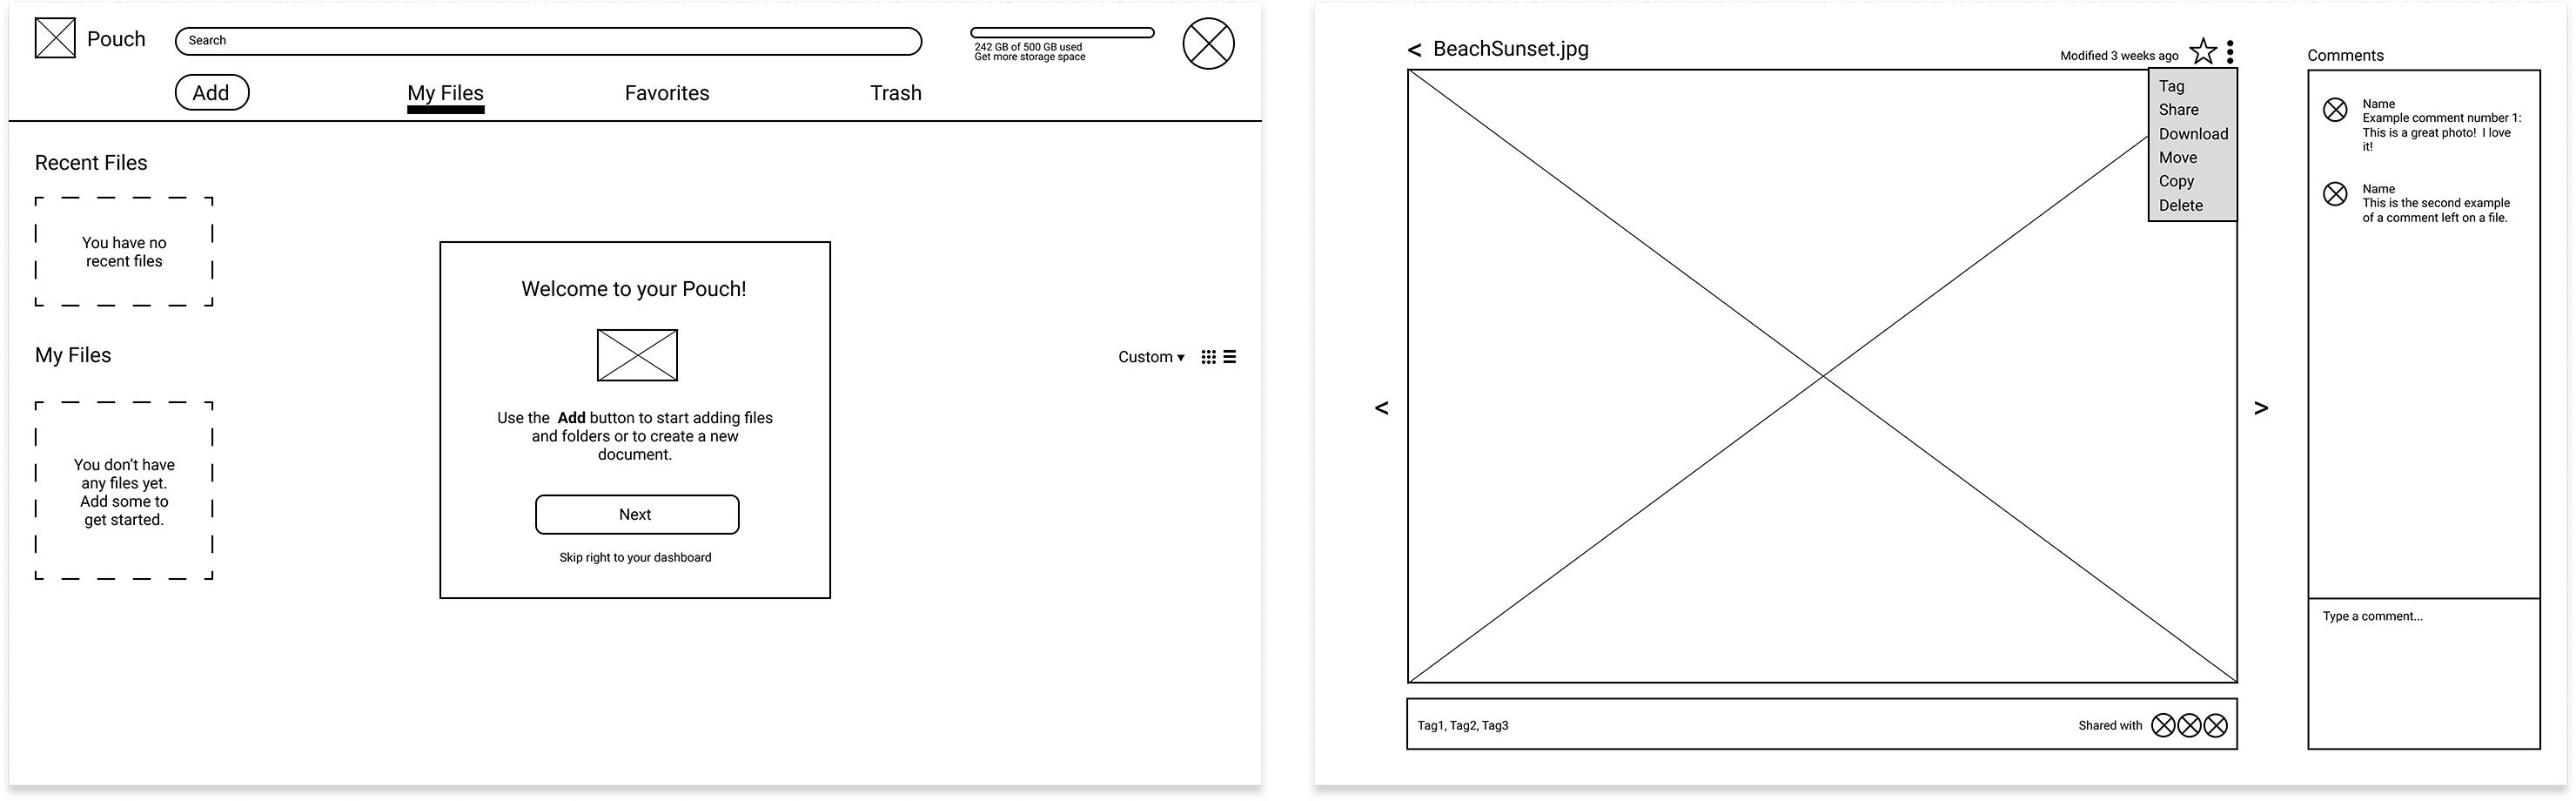 Pouch
Search
242 GB of 500 GB used
Get more storage space
Add
My Files
Favorites
Trash
Recent Files
You have no
recent files
My Files
Custom
You don't have
any files yet.
Add some to
get started.
Welcome to your Pouch!
Use the Add button to start adding files
and folders or to create a new
document.
Next
Skip right to your dashboard
< BeachSunset.jpg
Modified 3 weeks ago
Tag
Share
Download
Move
Copy
Delete
<
>
Tag1, Tag2, Tag3
Shared with
Comments
Name
Example comment number 1:
This is a great photo! I love
it!
Name
This is the second example
of a comment left on a file.
Type a comment...